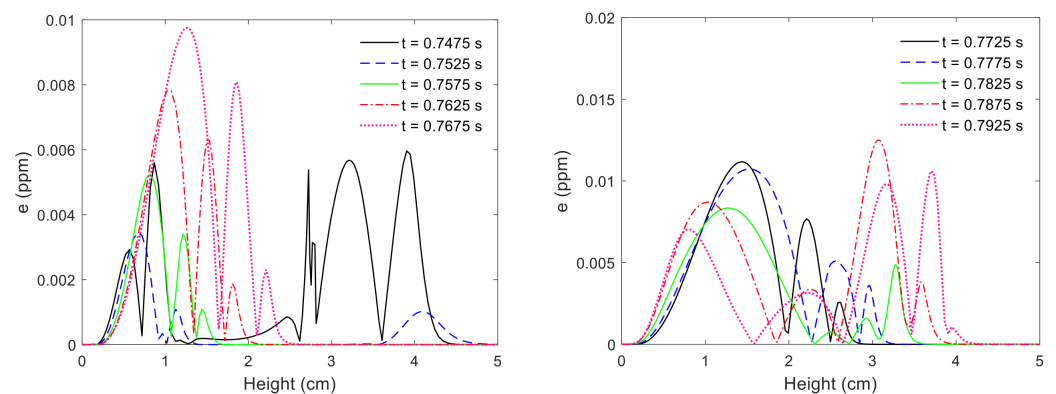 0.01
0.008
0.006
0.004
0.002
0
e (ppm)
0 1 2 3 4 5
Height (cm)
t = 0.7475 s
t = 0.7525 s
t = 0.7575 s
t = 0.7625 s
t = 0.7675 s
0.02
0.015
0.01
0.005
0
e (ppm)
0 1 2 3 4 5
Height (cm)
t = 0.7725 s
t = 0.7775 s
t = 0.7825 s
t = 0.7875 s
t = 0.7925 s